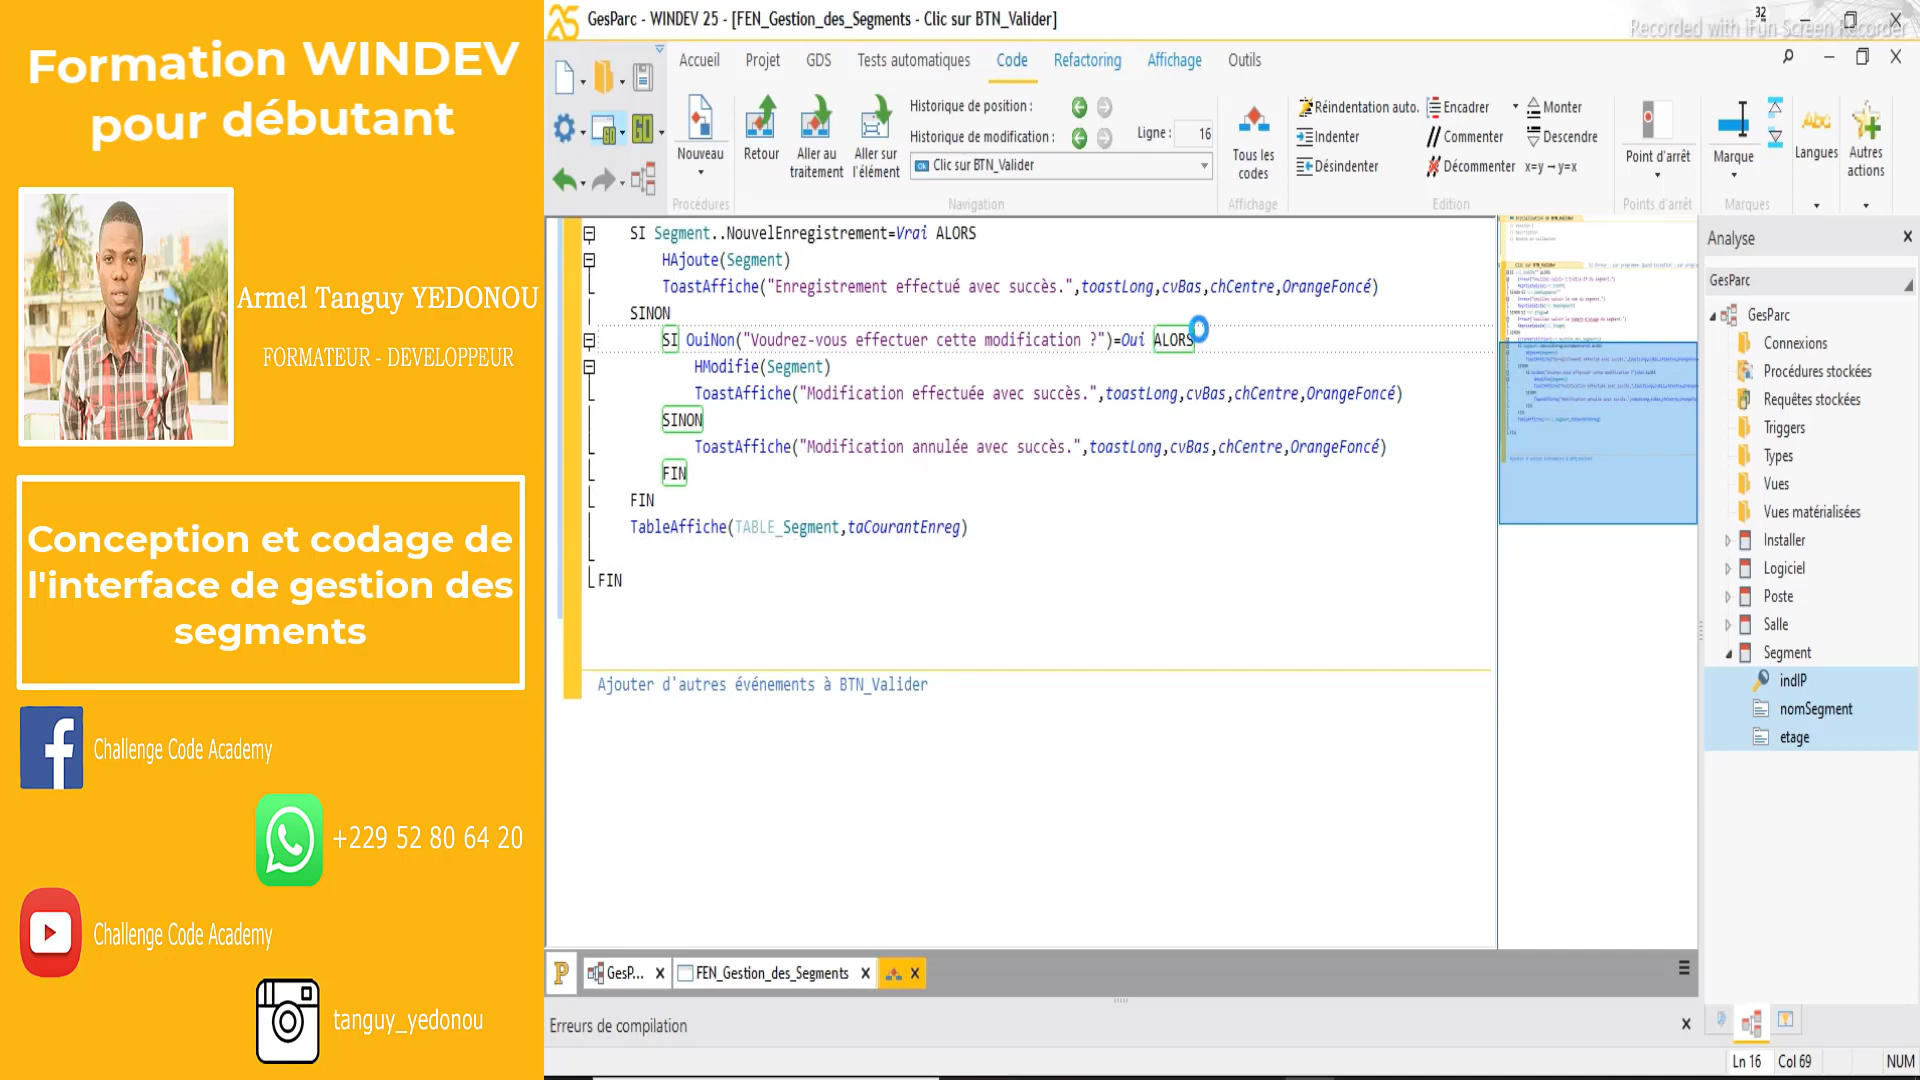 Formation WINDEV
pour débutant
Armel Tanguy YEDONOU
FORMATEUR - DEVELOPPEUR
Conception et codage de
l'interface de gestion des
segments
Challenge Code Academy
+229 52 80 64 20
Challenge Code Academy
tanguy_yedonou
25 GesParc - WINDEV 25 - [FEN_Gestion_des_Segments - Clic sur BTN_Valider]
32
Recorded with iFun Screen Recorder
Accueil Projet GDS Tests automatiques Code Refactoring Affichage Outils
Nouveau
Retour
Aller au
traitement
Aller sur
l'élément
Historique de position :
Historique de modification :
Ligne : 16
Clic sur BTN_Valider
Tous les
codes
Réindentation auto.
Indenter
Désindenter
Encadrer
Commenter
Décommenter
Monter
Descendre
x=y→y=x
Point d'arrêt
Marque
Abc
Langues
Autres
actions
Procédures Navigation Affichage Edition Points d'arrêt Marques
SI Segment..NouvelEnregistrement=Vrai ALORS
HAjoute(Segment)
ToastAffiche("Enregistrement effectué avec succès.",toastLong,cvBas,chCentre,OrangeFoncé)
SINON
SI OuiNon("Voudrez-vous effectuer cette modification ?")=Oui ALORS
HModifie(Segment)
ToastAffiche("Modification effectuée avec succès.",toastLong,cvBas,chCentre,OrangeFoncé)
SINON
ToastAffiche("Modification annulée avec succès.",toastLong,cvBas,chCentre,OrangeFoncé)
FIN
FIN
TableAffiche(TABLE_Segment,taCourantEnreg)
FIN
Ajouter d'autres événements à BTN_Valider
Analyse
GesParc
GesParc
Connexions
Procédures stockées
Requêtes stockées
Triggers
Types
Vues
Vues matérialisées
Installer
Logiciel
Poste
Salle
Segment
indIP
nomSegment
etage
GesP...
FEN_Gestion_des_Segments
Erreurs de compilation
Ln 16 Col 69 NUM